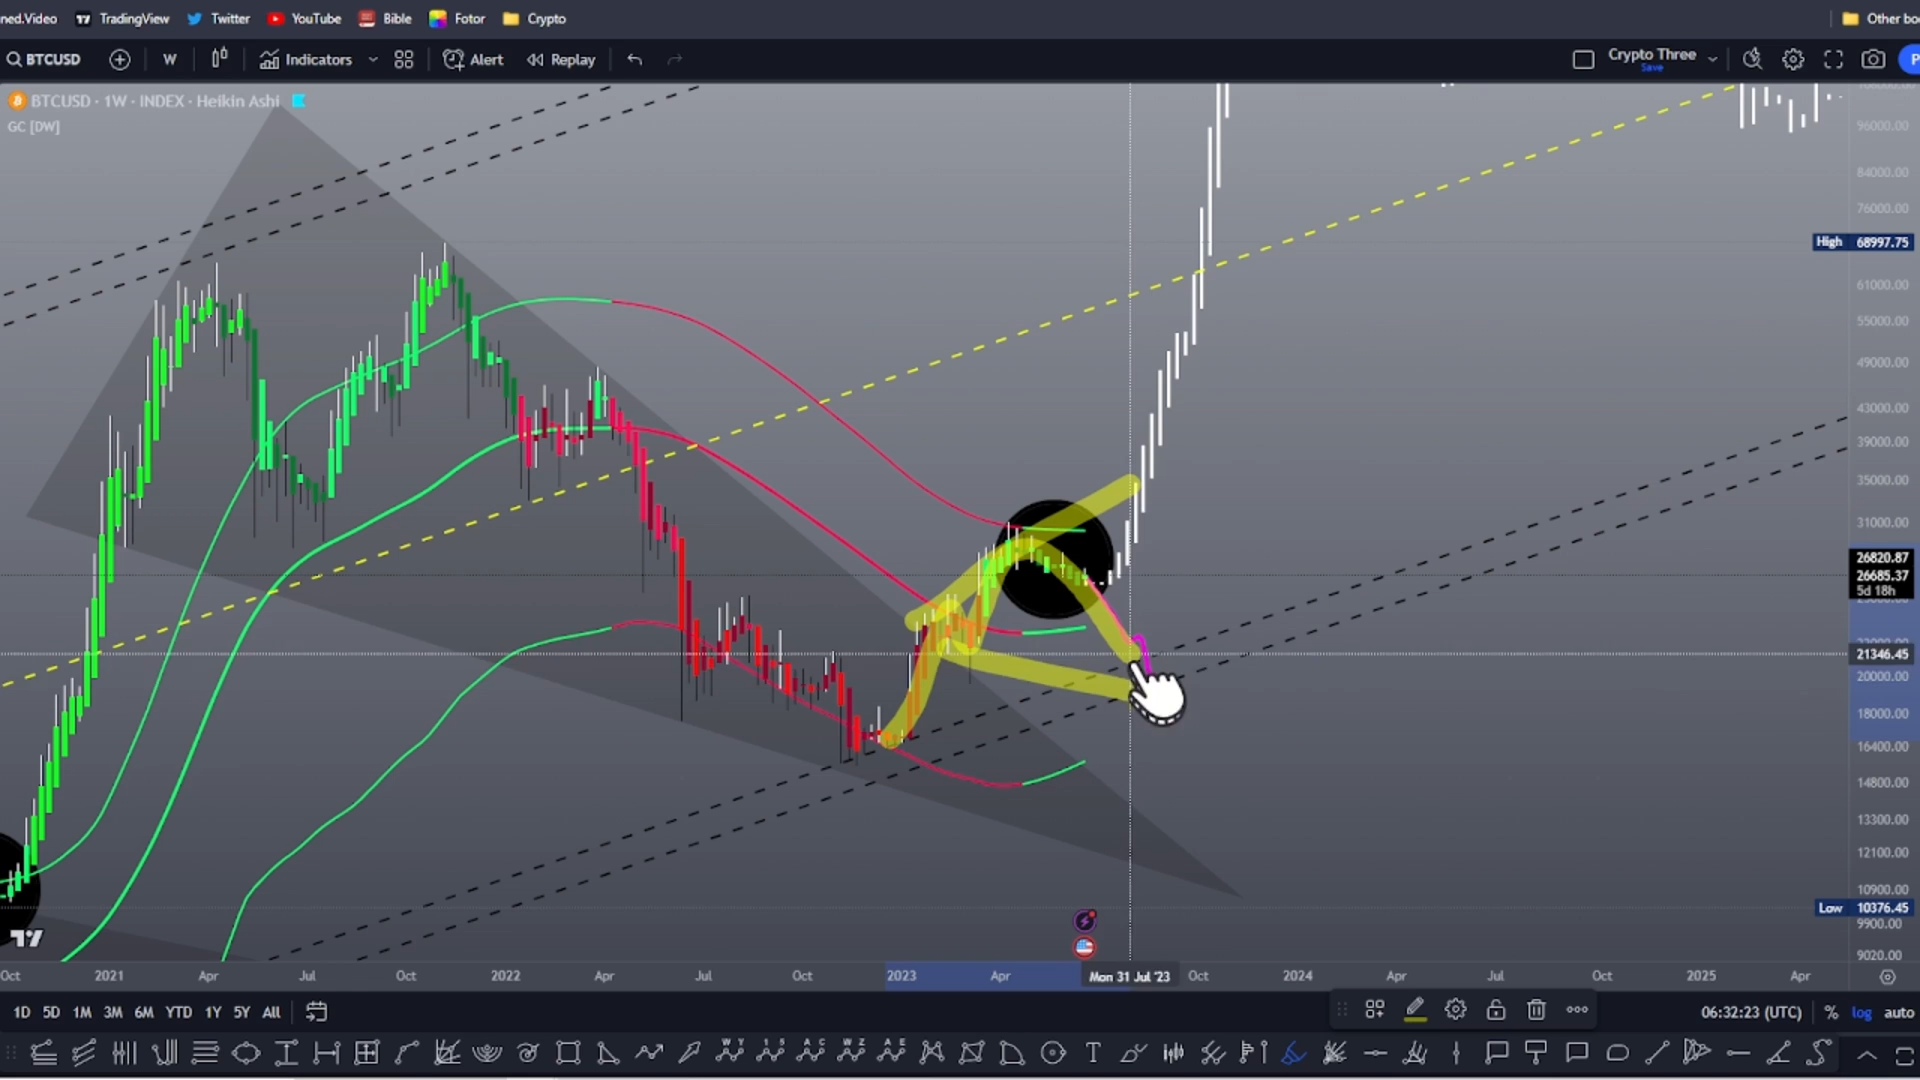 ned.Video TradingView Twitter YouTube Bible Fotor Crypto Other boo
BTCUSD W Indicators Alert Replay Crypto Three
Save
P
BTCUSD · 1W · INDEX · Heikin Ashi
GC [DW]
108000.00
96000.00
84000.00
76000.00
High 68997.75
61000.00
55000.00
49000.00
43000.00
39000.00
35000.00
31000.00
26820.87
26685.37
5d 18h
21346.45
20000.00
18000.00
16400.00
14800.00
13300.00
12100.00
10900.00
Low 10376.45
9900.00
9020.00
Oct 2021 Apr Jul Oct 2022 Apr Jul Oct 2023 Apr Mon 31 Jul '23 Oct 2024 Apr Jul Oct 2025 Apr
1D 5D 1M 3M 6M YTD 1Y 5Y All 06:32:23 (UTC) % log auto